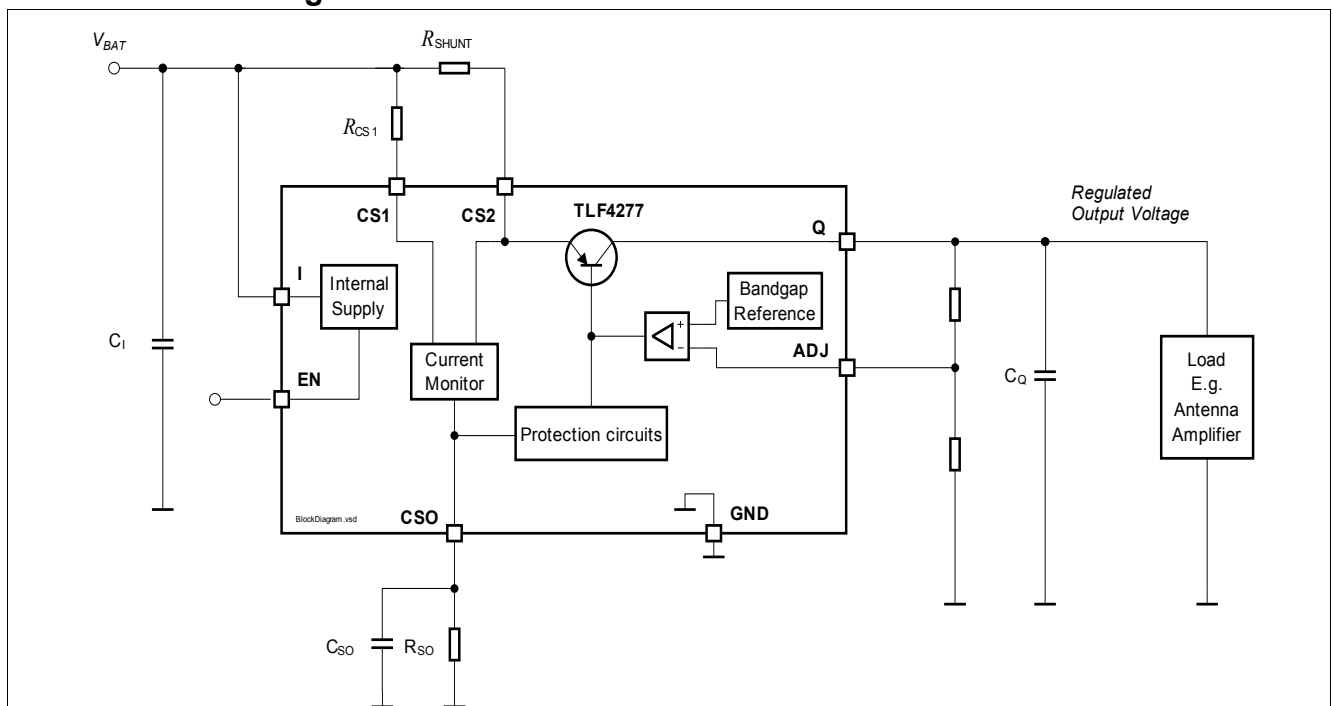 V_BAT
R_SHUNT
R_CS1
CS1
CS2
TLF4277
Q
Regulated
Output Voltage
I
Internal
Supply
Bandgap
Reference
+
−
ADJ
C_I
EN
Current
Monitor
C_Q
Load
E.g.
Antenna
Amplifier
Protection circuits
BlockDiagram.vsd
CSO
GND
C_SO
R_SO